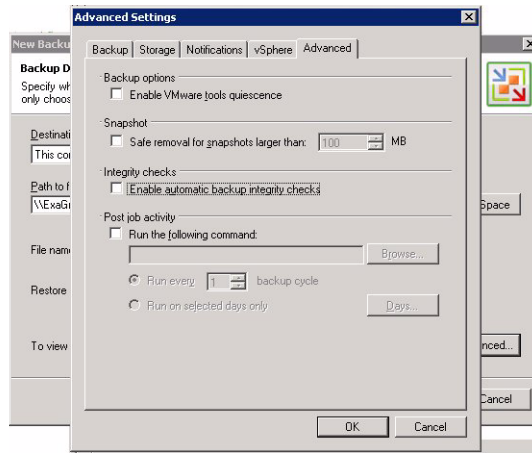 Advanced Settings
New Backu
Backup Storage Notifications vSphere Advanced
Backup D
Specify wh
only choos
Backup options
Enable VMware tools quiescence
Snapshot
Safe removal for snapshots larger than: 100 MB
Destinati
This co
Integrity checks
Enable automatic backup integrity checks
Path to f
\\ExaGr
Space
Post job activity
Run the following command:
Browse...
File nam
Run every 1 backup cycle
Restore
Run on selected days only
Days...
To view
nced...
Cancel
OK Cancel